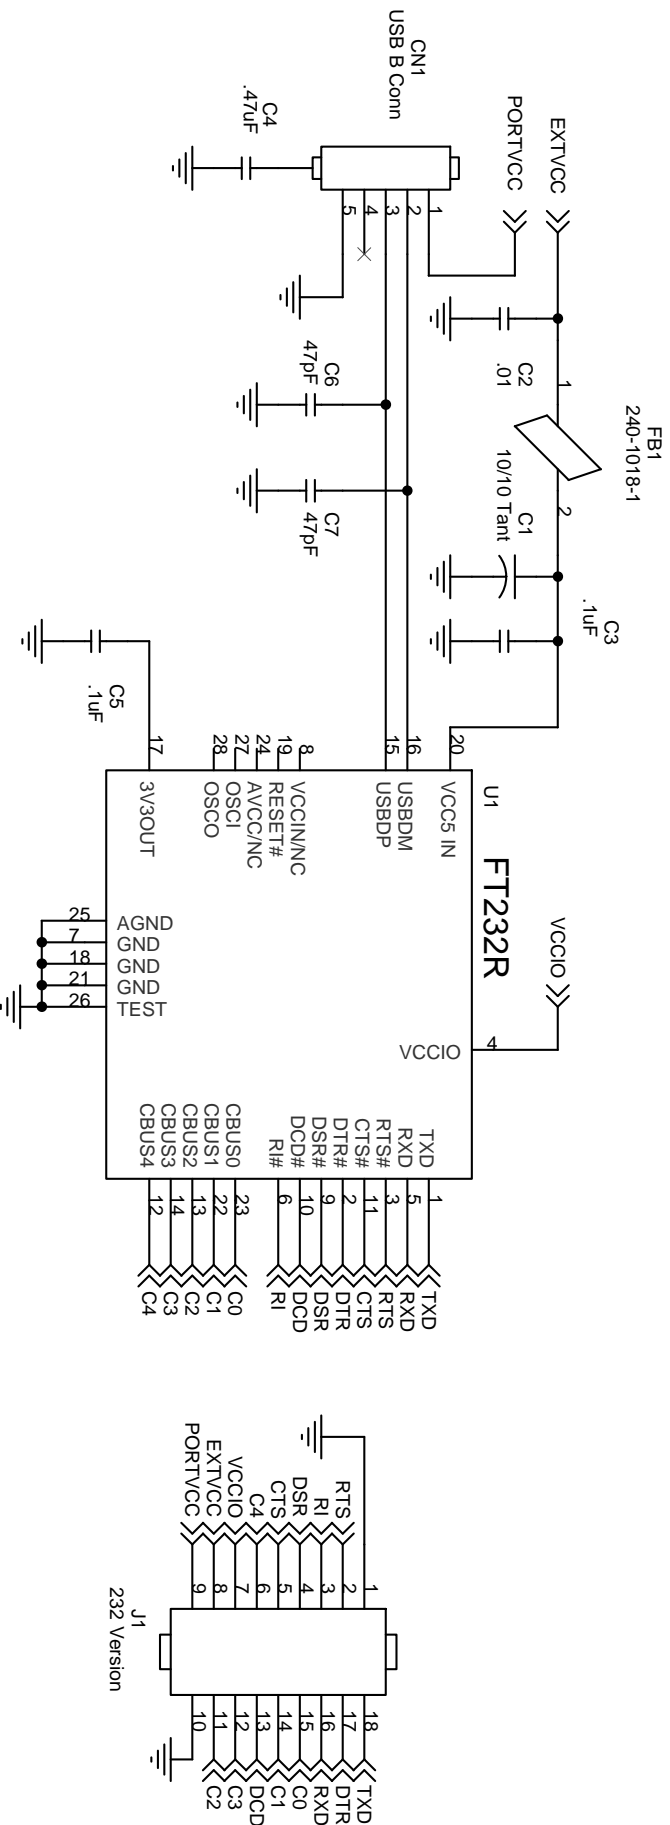 CN1
USB B Conn
C4
.47uF
PORTVCC
EXTVCC
1
2
3
4
5
C2
.01
1
FB1
240-1018-1
2
C1
10/10 Tant
C3
.1uF
C6
47pF
C7
47pF
C5
.1uF
U1
FT232R
20
VCC5 IN
16
USBDM
15
USBDP
8
VCCIN/NC
19
RESET#
24
AVCC/NC
27
OSCI
28
OSCO
17
3V3OUT
25
AGND
7
GND
18
GND
21
GND
26
TEST
VCCIO
4
VCCIO
TXD 1 TXD
RXD 5 RXD
RTS# 3 RTS
CTS# 11 CTS
DTR# 2 DTR
DSR# 9 DSR
DCD# 10 DCD
RI# 6 RI
CBUS0 23 C0
CBUS1 22 C1
CBUS2 13 C2
CBUS3 14 C3
CBUS4 12 C4
1 18 TXD
RTS 2 17 DTR
RI 3 16 RXD
DSR 4 15 C0
CTS 5 14 C1
C4 6 13 DCD
VCCIO 7 12 C3
EXTVCC 8 11 C2
PORTVCC 9 10
J1
232 Version